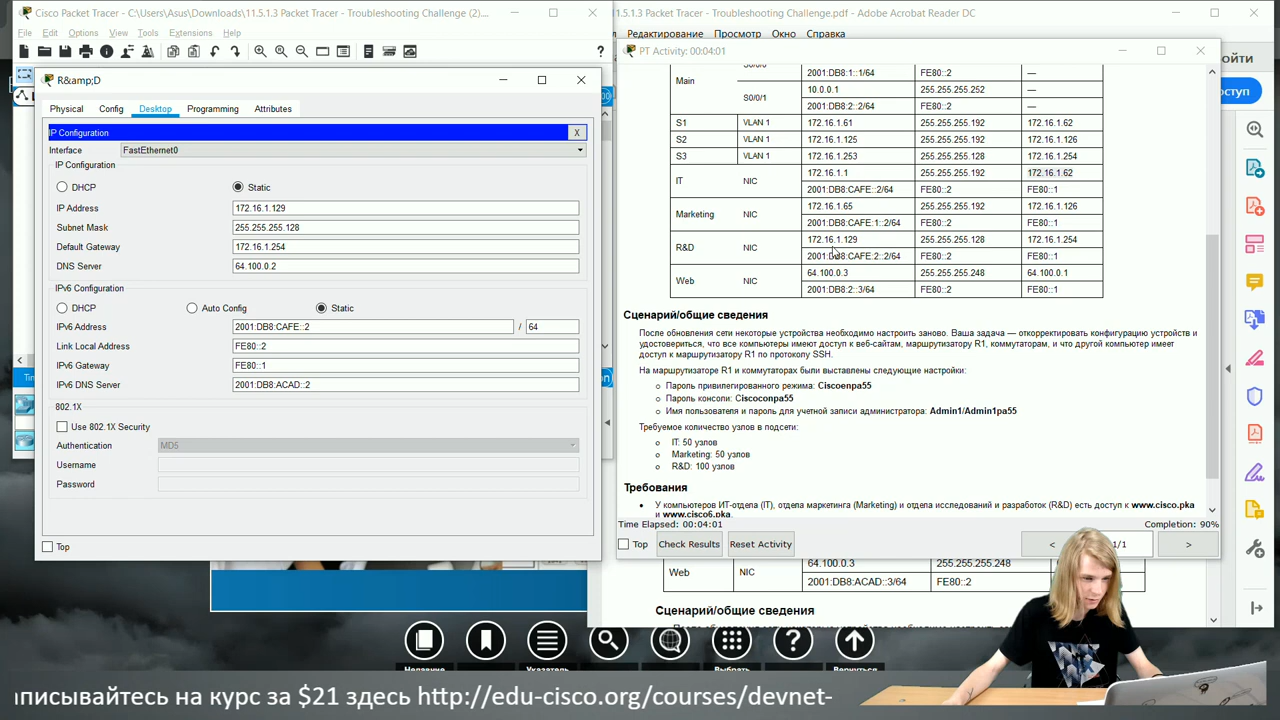 Cisco Packet Tracer - C:\Users\Asus\Downloads\11.5.1.3 Packet Tracer - Troubleshooting Challenge (2)....
File Edit Options View Tools Extensions Help
R&amp;D
Physical Config Desktop Programming Attributes
IP Configuration X
Interface FastEthernet0
IP Configuration
DHCP Static
IP Address 172.16.1.129
Subnet Mask 255.255.255.128
Default Gateway 172.16.1.254
DNS Server 64.100.0.2
IPv6 Configuration
DHCP Auto Config Static
IPv6 Address 2001:DB8:CAFE::2 / 64
Link Local Address FE80::2
IPv6 Gateway FE80::1
IPv6 DNS Server 2001:DB8:ACAD::2
802.1X
Use 802.1X Security
Authentication MD5
Username
Password
Top
.5.1.3 Packet Tracer - Troubleshooting Challenge.pdf - Adobe Acrobat Reader DC
Редактирование Просмотр Окно Справка
PT Activity: 00:04:01
Main 2001:DB8:1::1/64 FE80::2 —
S0/0/1 10.0.0.1 255.255.255.252 —
2001:DB8:2::2/64 FE80::2 —
S1 VLAN 1 172.16.1.61 255.255.255.192 172.16.1.62
S2 VLAN 1 172.16.1.125 255.255.255.192 172.16.1.126
S3 VLAN 1 172.16.1.253 255.255.255.128 172.16.1.254
IT NIC 172.16.1.1 255.255.255.192 172.16.1.62
2001:DB8:CAFE::2/64 FE80::2 FE80::1
Marketing NIC 172.16.1.65 255.255.255.192 172.16.1.126
2001:DB8:CAFE:1::2/64 FE80::2 FE80::1
R&D NIC 172.16.1.129 255.255.255.128 172.16.1.254
2001:DB8:CAFE:2::2/64 FE80::2 FE80::1
Web NIC 64.100.0.3 255.255.255.248 64.100.0.1
2001:DB8:2::3/64 FE80::2 FE80::1
Сценарий/общие сведения
После обновления сети некоторые устройства необходимо настроить заново. Ваша задача — откорректировать конфигурацию устройств и
удостовериться, что все компьютеры имеют доступ к веб-сайтам, маршрутизатору R1, коммутаторам, и что другой компьютер имеет
доступ к маршрутизатору R1 по протоколу SSH.
На маршрутизаторе R1 и коммутаторах были выставлены следующие настройки:
Пароль привилегированного режима: Ciscoenpa55
Пароль консоли: Ciscoconpa55
Имя пользователя и пароль для учетной записи администратора: Admin1/Admin1pa55
Требуемое количество узлов в подсети:
IT: 50 узлов
Marketing: 50 узлов
R&D: 100 узлов
Требования
У компьютеров ИТ-отдела (IT), отдела маркетинга (Marketing) и отдела исследований и разработок (R&D) есть доступ к www.cisco.pka
и www.cisco6.pka.
Time Elapsed: 00:04:01 Completion: 90%
Top Check Results Reset Activity < 1/1 >
Web NIC 64.100.0.3 255.255.255.248
2001:DB8:ACAD::3/64 FE80::2
Сценарий/общие сведения
Указатель Выбрать Вернуться
писывайтесь на курс за $21 здесь http://edu-cisco.org/courses/devnet-